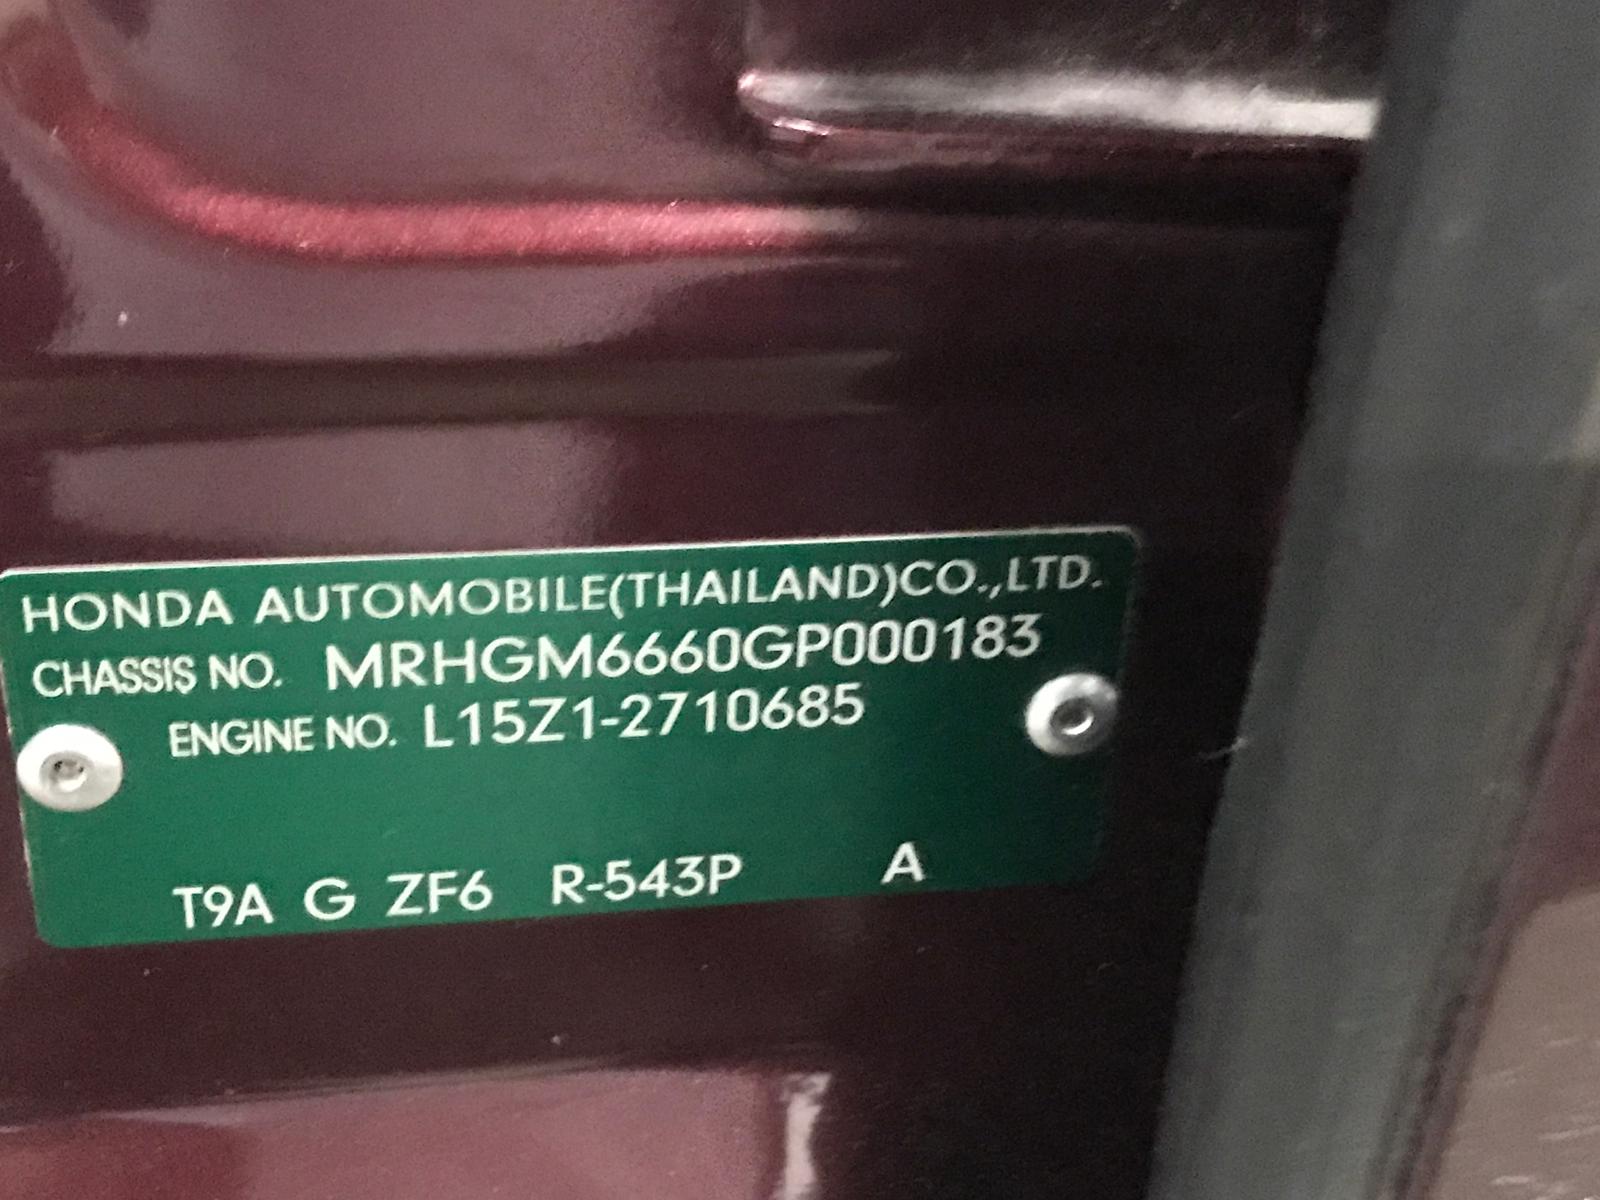 HONDA AUTOMOBILE(THAILAND)CO.,LTD.
CHASSIS NO. MRHGM6660GP000183
ENGINE NO. L15Z1-2710685
T9A G ZF6 R-543P A